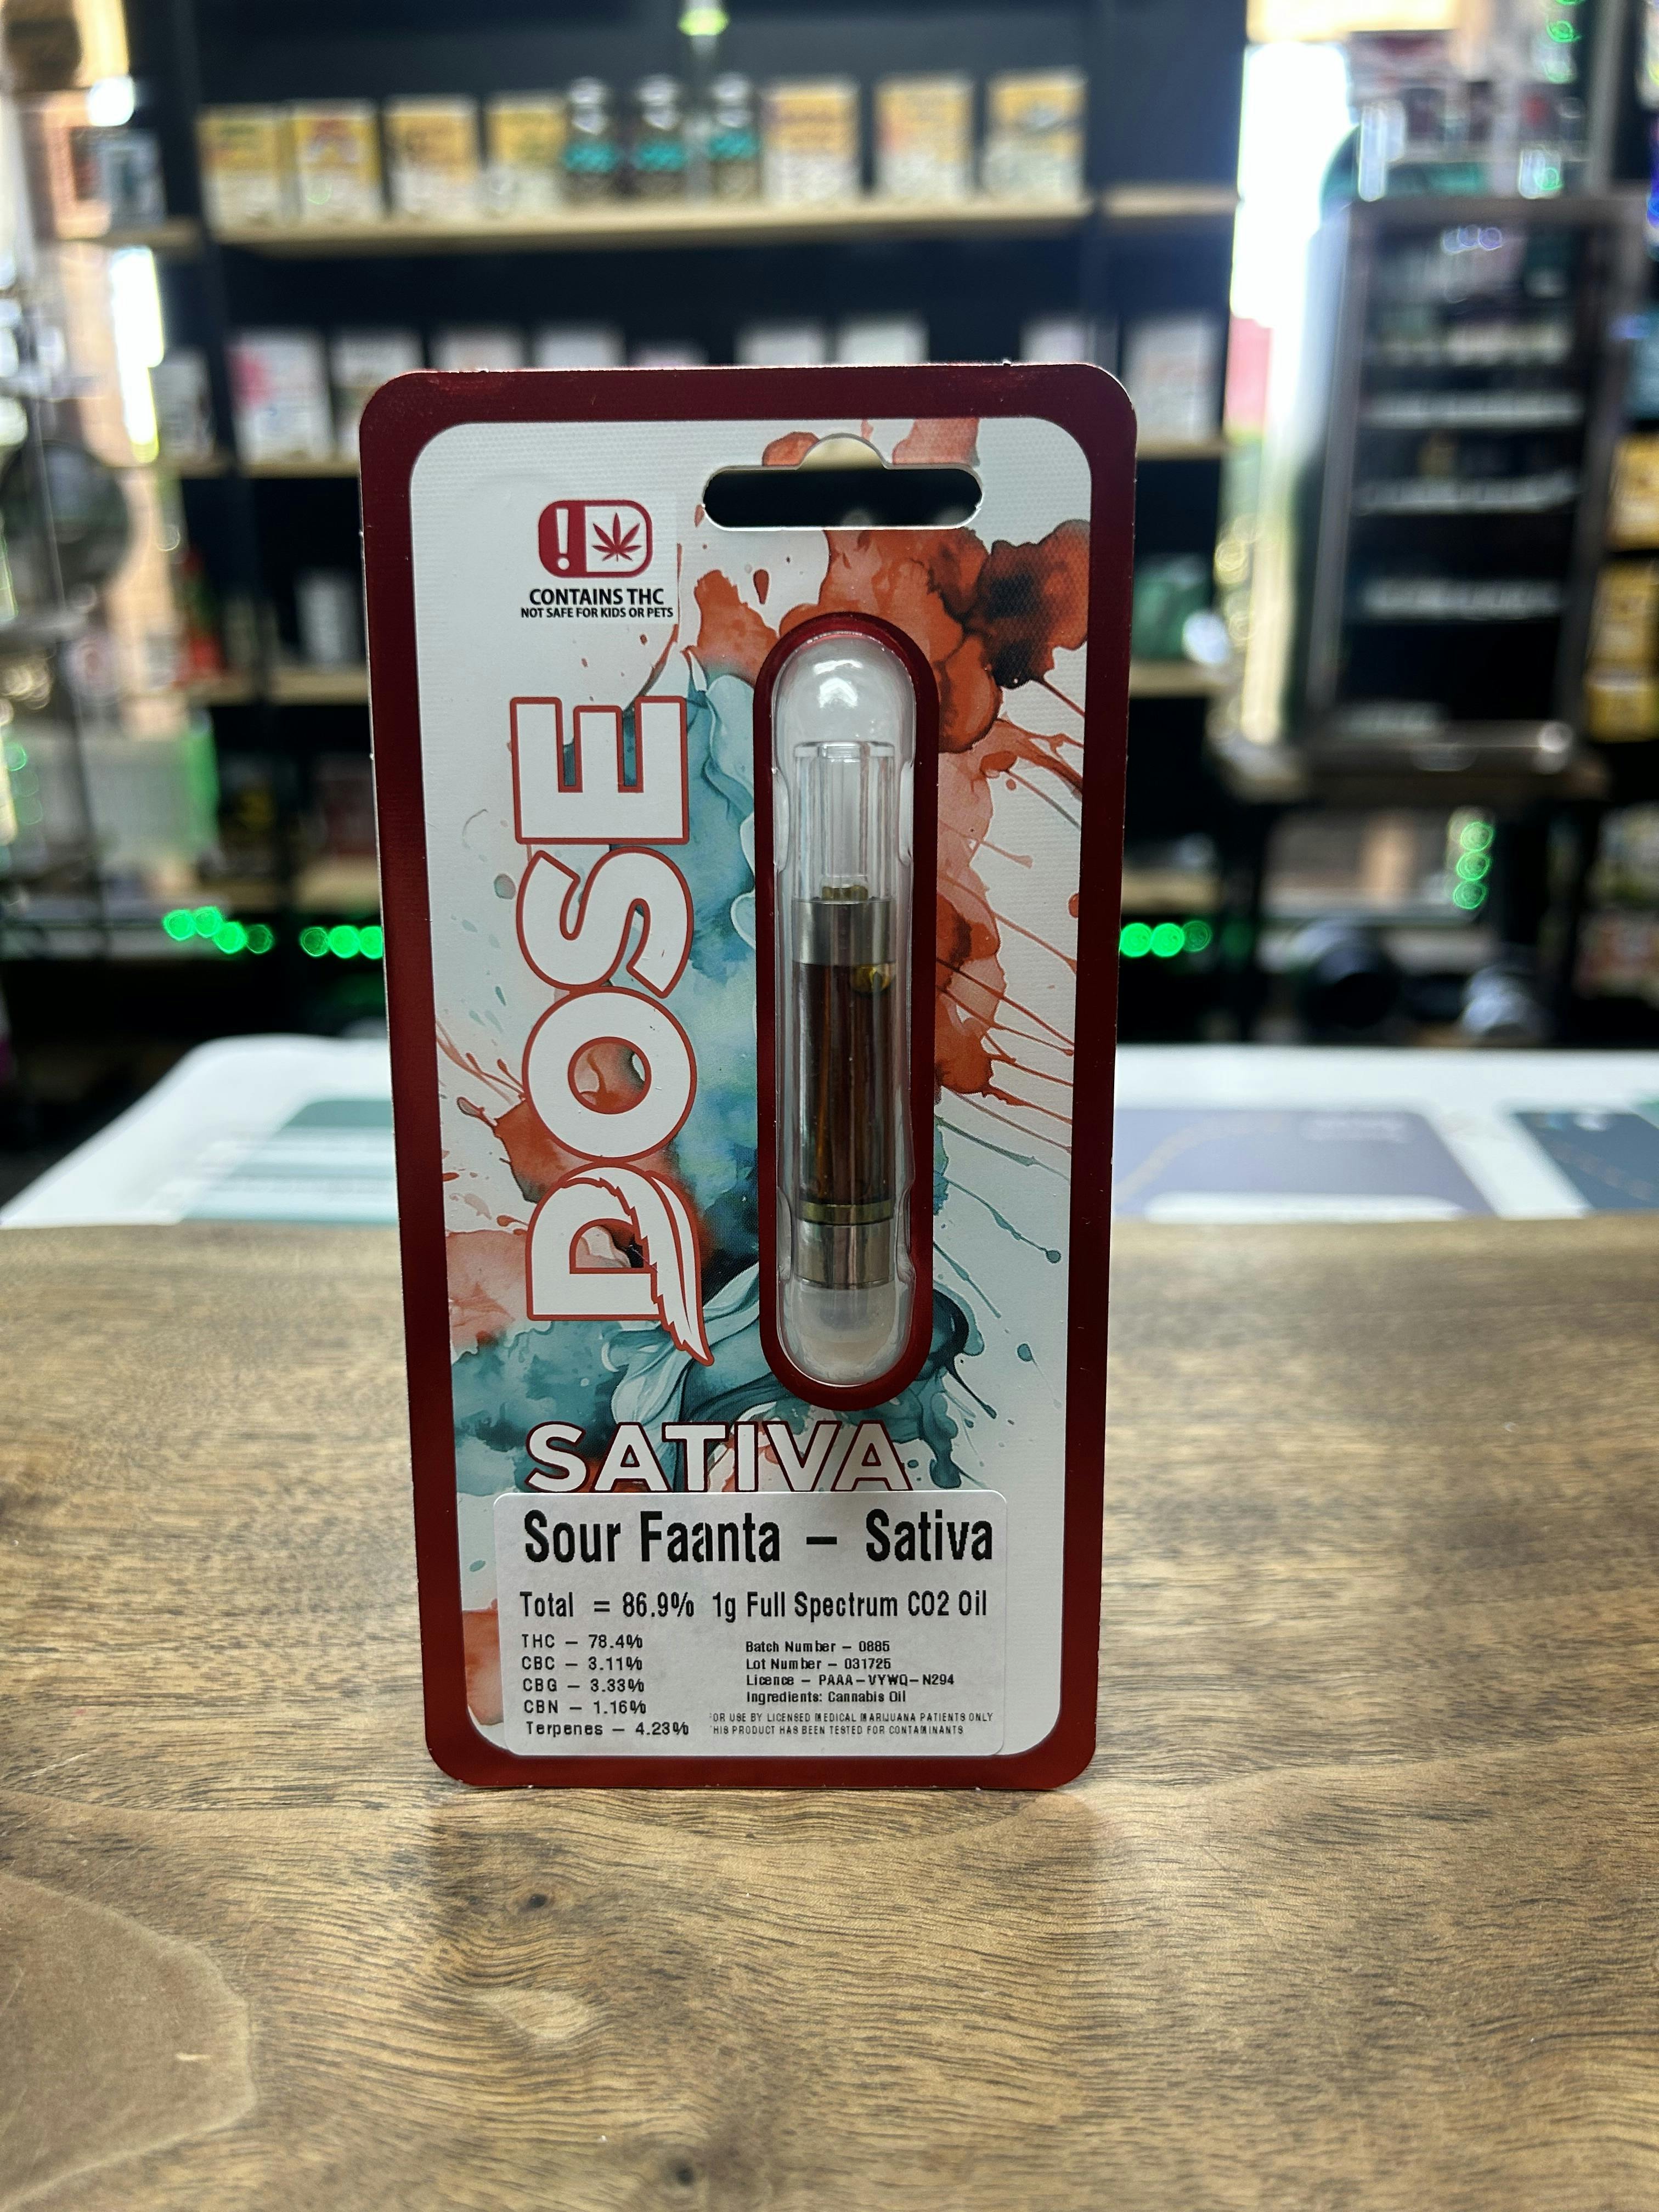 !
CONTAINS THC
NOT SAFE FOR KIDS OR PETS
DOSE
SATIVA
Sour Faanta – Sativa
Total = 86.9% 1g Full Spectrum CO2 Oil
THC – 78.4%
CBC – 3.11%
CBG – 3.33%
CBN – 1.16%
Terpenes – 4.23%
Batch Number – 0885
Lot Number – 031725
Licence – PAAA-VYWQ-N294
Ingredients: Cannabis Oil
OR USE BY LICENSED MEDICAL MARIJUANA PATIENTS ONLY
HIS PRODUCT HAS BEEN TESTED FOR CONTAMINANTS